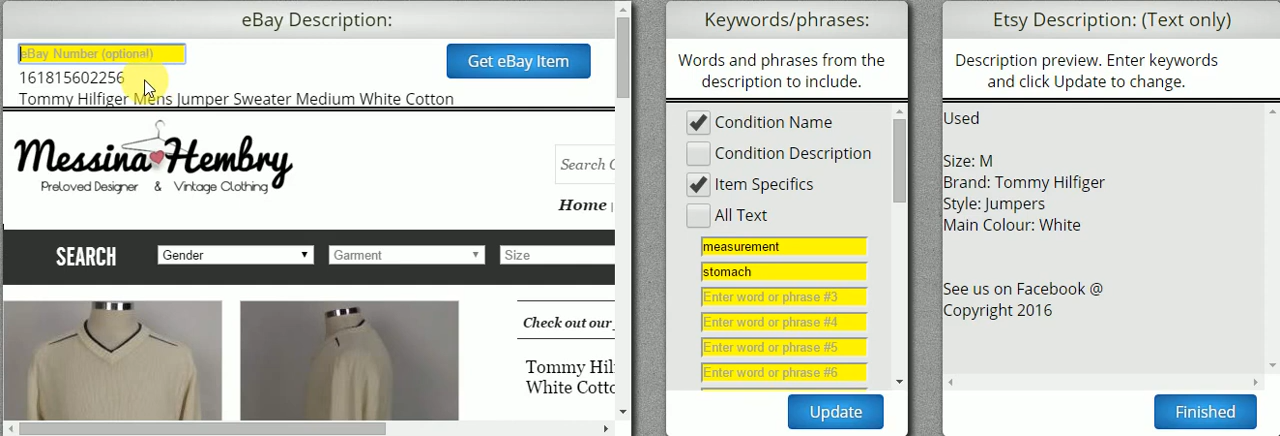 eBay Description:
eBay Number (optional)
Get eBay Item
161815602256
Tommy Hilfiger Mens Jumper Sweater Medium White Cotton
Messina Hembry
Preloved Designer & Vintage Clothing
Search
Home |
SEARCH
Gender
Garment
Size
Check out our
Tommy Hil
White Cotto
Keywords/phrases:
Words and phrases from the
description to include.
Condition Name
Condition Description
Item Specifics
All Text
measurement
stomach
Enter word or phrase #3
Enter word or phrase #4
Enter word or phrase #5
Enter word or phrase #6
Update
Etsy Description: (Text only)
Description preview. Enter keywords
and click Update to change.
Used
Size: M
Brand: Tommy Hilfiger
Style: Jumpers
Main Colour: White
See us on Facebook @
Copyright 2016
Finished